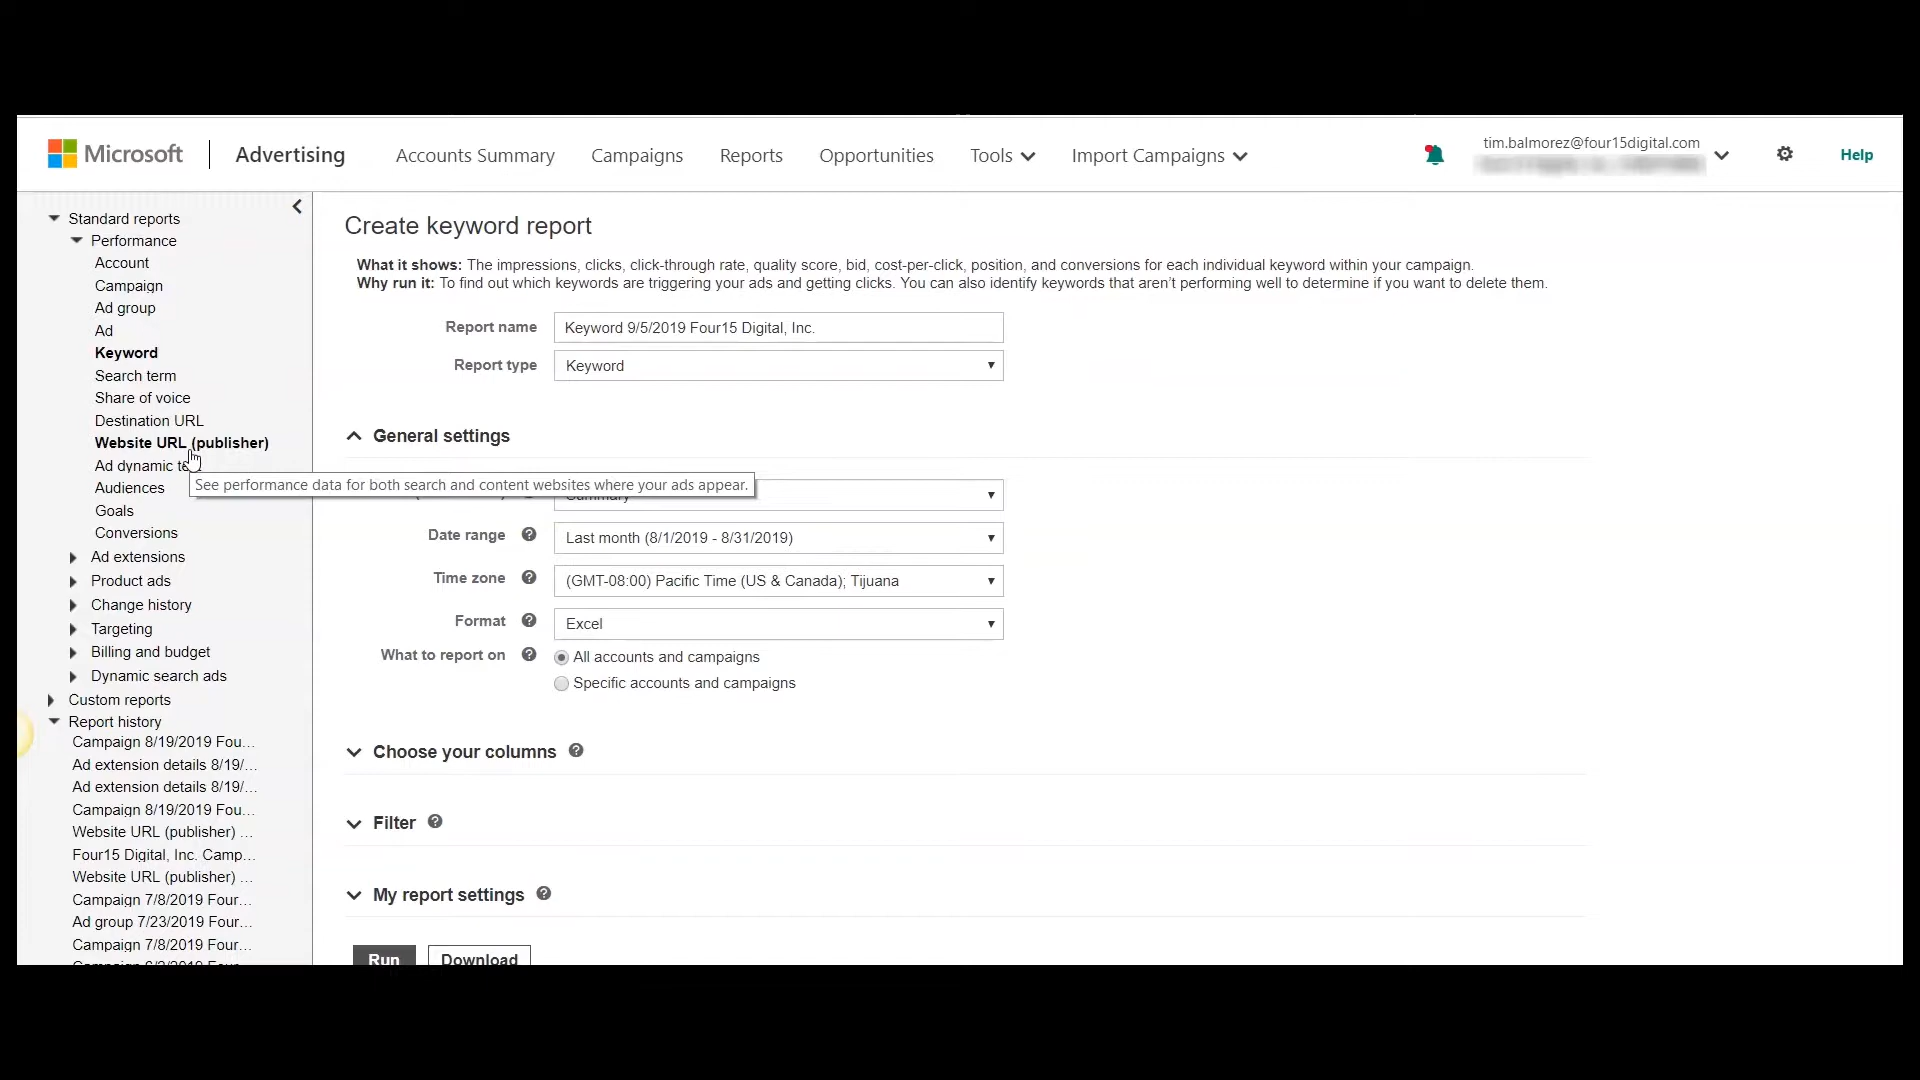 Microsoft | Advertising Accounts Summary Campaigns Reports Opportunities Tools Import Campaigns tim.balmorez@four15digital.com Help
Standard reports
Performance
Account
Campaign
Ad group
Ad
Keyword
Search term
Share of voice
Destination URL
Website URL (publisher)
Ad dynamic
Audiences
Goals
Conversions
Ad extensions
Product ads
Change history
Targeting
Billing and budget
Dynamic search ads
Custom reports
Report history
Campaign 8/19/2019 Fou...
Ad extension details 8/19/...
Ad extension details 8/19/...
Campaign 8/19/2019 Fou...
Website URL (publisher) ...
Four15 Digital, Inc. Camp...
Website URL (publisher) ...
Campaign 7/8/2019 Four...
Ad group 7/23/2019 Four...
Campaign 7/8/2019 Four...
See performance data for both search and content websites where your ads appear.
Create keyword report
What it shows: The impressions, clicks, click-through rate, quality score, bid, cost-per-click, position, and conversions for each individual keyword within your campaign.
Why run it: To find out which keywords are triggering your ads and getting clicks. You can also identify keywords that aren't performing well to determine if you want to delete them.
Report name Keyword 9/5/2019 Four15 Digital, Inc.
Report type Keyword
General settings
Summary
Date range Last month (8/1/2019 - 8/31/2019)
Time zone (GMT-08:00) Pacific Time (US & Canada); Tijuana
Format Excel
What to report on All accounts and campaigns
Specific accounts and campaigns
Choose your columns
Filter
My report settings
Run Download